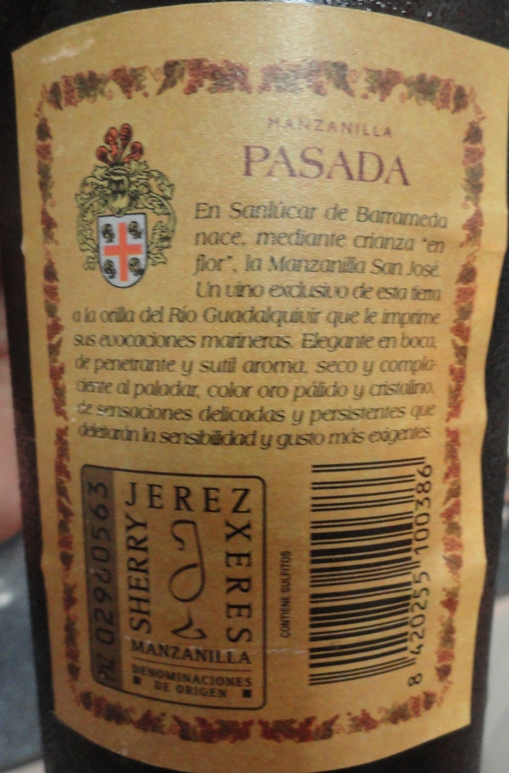 MANZANILLA
PASADA
En Sanlúcar de Barrameda
nace, mediante crianza "en
flor", la Manzanilla San José.
Un vino exclusivo de esta tierra
a la orilla del Río Guadalquivir que le imprime
sus evocaciones marineras. Elegante en boca,
de penetrante y sutil aroma, seco y compla-
ciente al paladar, color oro pálido y cristalino,
de sensaciones delicadas y persistentes que
deleitarán la sensibilidad y gusto más exigentes.
PIZ 02960563
JEREZ
XERES
SHERRY
MANZANILLA
DENOMINACIONES
DE ORIGEN
CONTIENE SULFITOS
8 420255 100386